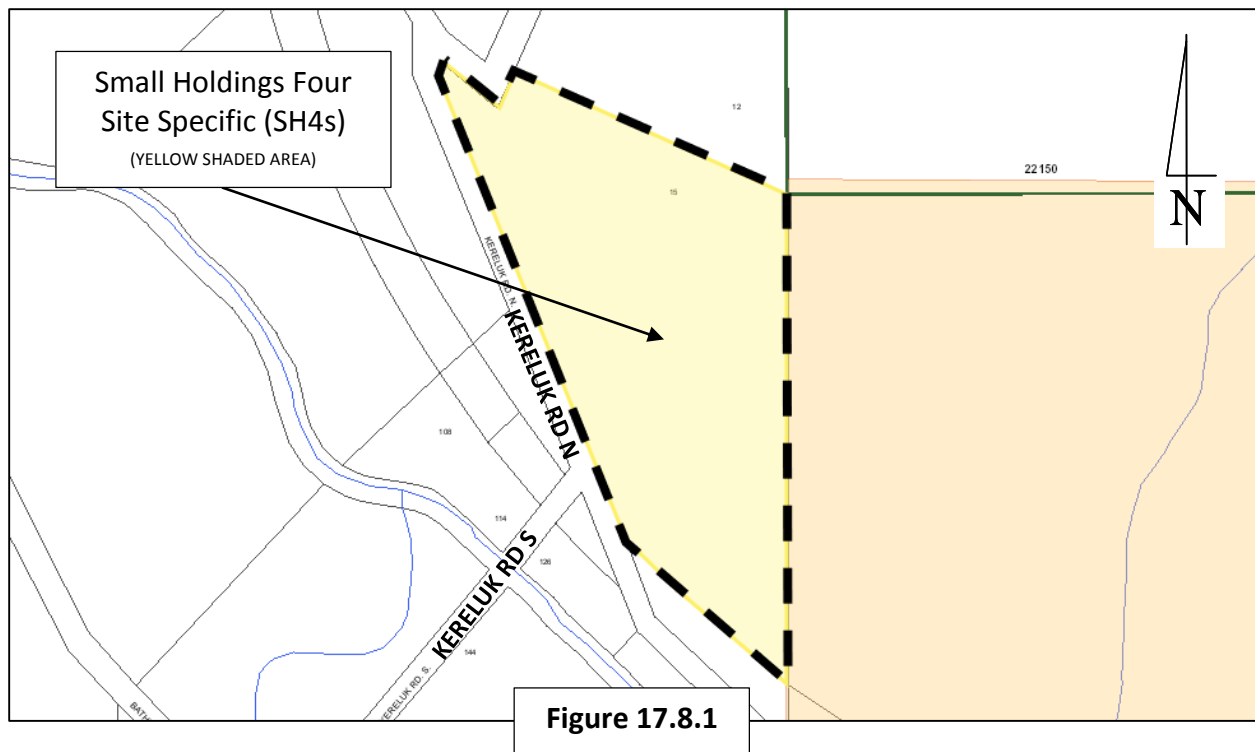 Small Holdings Four
Site Specific (SH4s)
(YELLOW SHADED AREA)
12
22150
N
15
KERELUK RD. N.
KERELUK RD N
108
114
126
KERELUK RD S
144
KERELUK RD. S.
BATH
Figure 17.8.1